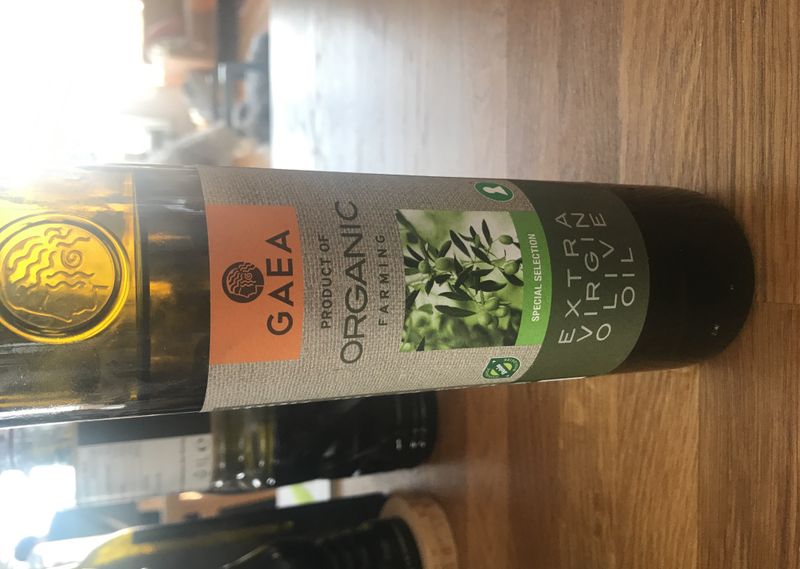 GAEA
PRODUCT OF
ORGANIC
FARMING
SPECIAL SELECTION
EXTRA
VIRGIN
OLIVE
OIL